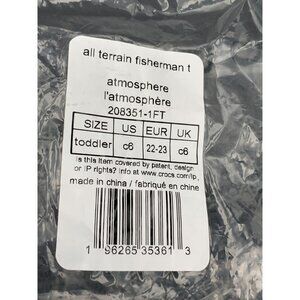 all terrain fisherman t
atmosphere
l'atmosphère
208351-1FT
SIZE US EUR UK
toddler c6 22-23 c6
Is this item covered by patent, design
or IP rights? Info at www.crocs.com/ip.
made in china / fabriqué en chine
1 96265 35361 3